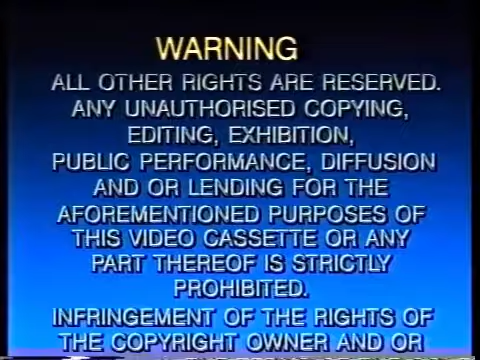 WARNING
ALL OTHER RIGHTS ARE RESERVED.
ANY UNAUTHORISED COPYING,
EDITING, EXHIBITION,
PUBLIC PERFORMANCE, DIFFUSION
AND OR LENDING FOR THE
AFOREMENTIONED PURPOSES OF
THIS VIDEO CASSETTE OR ANY
PART THEREOF IS STRICTLY
PROHIBITED.
INFRINGEMENT OF THE RIGHTS OF
THE COPYRIGHT OWNER AND OR